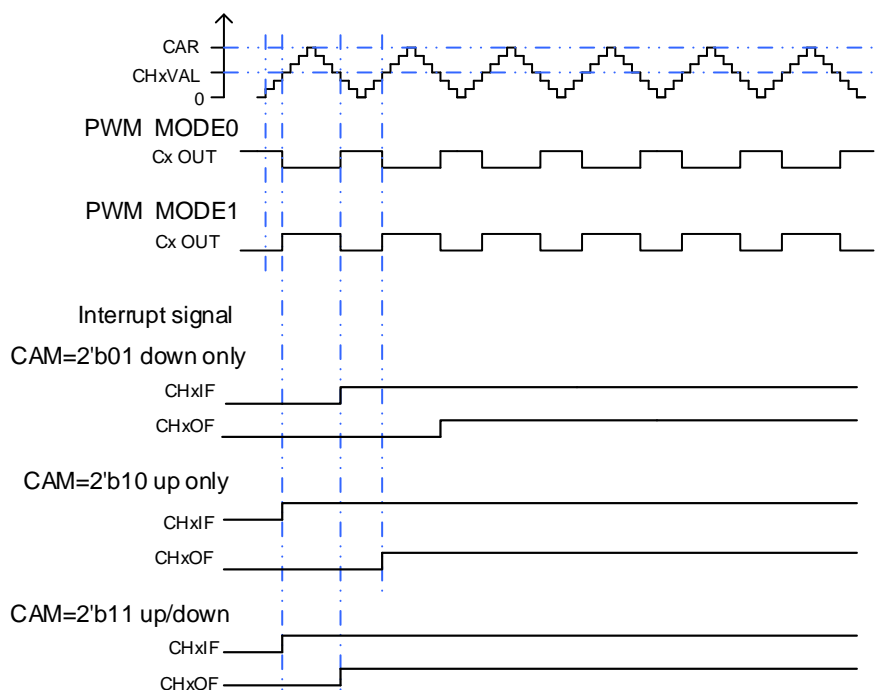 CAR
CHxVAL
0
PWM MODE0
Cx OUT
PWM MODE1
Cx OUT
Interrupt signal
CAM=2'b01 down only
CHxIF
CHxOF
CAM=2'b10 up only
CHxIF
CHxOF
CAM=2'b11 up/down
CHxIF
CHxOF